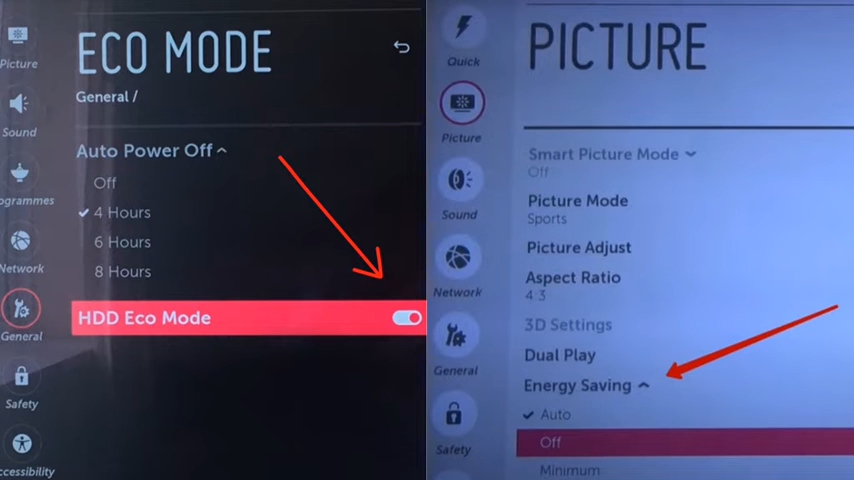 Picture
Sound
ogrammes
Network
General
Safety
ccessibility
ECO MODE
General /
Auto Power Off
Off
4 Hours
6 Hours
8 Hours
HDD Eco Mode
Quick
Picture
Sound
Network
General
Safety
PICTURE
Smart Picture Mode
Off
Picture Mode
Sports
Picture Adjust
Aspect Ratio
4:3
3D Settings
Dual Play
Energy Saving
Auto
Off
Minimum